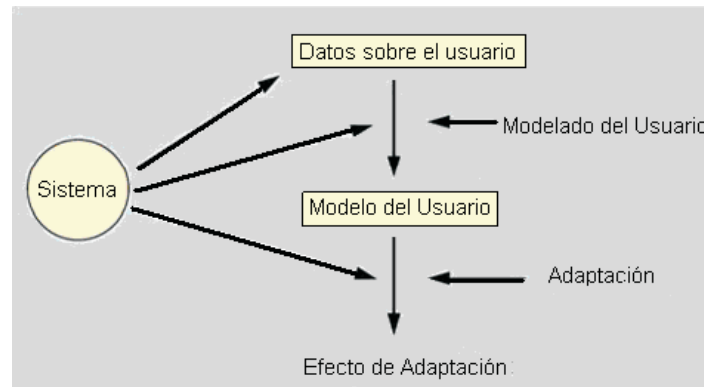 Datos sobre el usuario
Modelado del Usuario
Sistema
Modelo del Usuario
Adaptación
Efecto de Adaptación